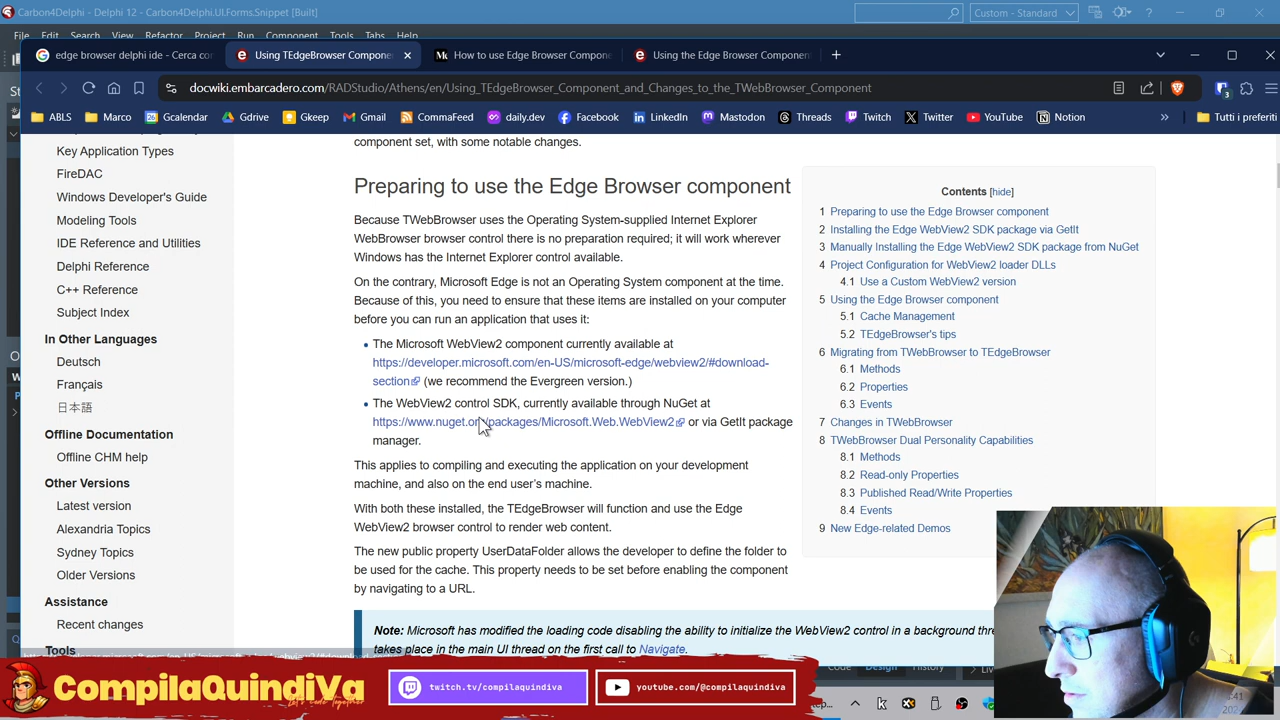 Carbon4Delphi - Delphi 12 - Carbon4Delphi.UI.Forms.Snippet [Built]
Custom - Standard
File Edit Search View Refactor Project Run Component Tools Tabs Help
edge browser delphi ide - Cerca co
Using TEdgeBrowser Compone
How to use Edge Browser Compone
Using the Edge Browser Componen
docwiki.embarcadero.com/RADStudio/Athens/en/Using_TEdgeBrowser_Component_and_Changes_to_the_TWebBrowser_Component
ABLS Marco Gcalendar Gdrive Gkeep Gmail CommaFeed daily.dev Facebook LinkedIn Mastodon Threads Twitch Twitter YouTube Notion » Tutti i preferiti
Key Application Types
FireDAC
Windows Developer's Guide
Modeling Tools
IDE Reference and Utilities
Delphi Reference
C++ Reference
Subject Index
In Other Languages
Deutsch
Français
日本語
Offline Documentation
Offline CHM help
Other Versions
Latest version
Alexandria Topics
Sydney Topics
Older Versions
Assistance
Recent changes
Tools
component set, with some notable changes.
Preparing to use the Edge Browser component
Because TWebBrowser uses the Operating System-supplied Internet Explorer
WebBrowser browser control there is no preparation required; it will work wherever
Windows has the Internet Explorer control available.
On the contrary, Microsoft Edge is not an Operating System component at the time.
Because of this, you need to ensure that these items are installed on your computer
before you can run an application that uses it:
The Microsoft WebView2 component currently available at
https://developer.microsoft.com/en-US/microsoft-edge/webview2/#download-
section (we recommend the Evergreen version.)
The WebView2 control SDK, currently available through NuGet at
https://www.nuget.org/packages/Microsoft.Web.WebView2 or via GetIt package
manager.
This applies to compiling and executing the application on your development
machine, and also on the end user's machine.
With both these installed, the TEdgeBrowser will function and use the Edge
WebView2 browser control to render web content.
The new public property UserDataFolder allows the developer to define the folder to
be used for the cache. This property needs to be set before enabling the component
by navigating to a URL.
Note: Microsoft has modified the loading code disabling the ability to initialize the WebView2 control in a background thre
takes place in the main UI thread on the first call to Navigate.
Contents [hide]
1 Preparing to use the Edge Browser component
2 Installing the Edge WebView2 SDK package via GetIt
3 Manually Installing the Edge WebView2 SDK package from NuGet
4 Project Configuration for WebView2 loader DLLs
4.1 Use a Custom WebView2 version
5 Using the Edge Browser component
5.1 Cache Management
5.2 TEdgeBrowser's tips
6 Migrating from TWebBrowser to TEdgeBrowser
6.1 Methods
6.2 Properties
6.3 Events
7 Changes in TWebBrowser
8 TWebBrowser Dual Personality Capabilities
8.1 Methods
8.2 Read-only Properties
8.3 Published Read/Write Properties
8.4 Events
9 New Edge-related Demos
Code Design History
CompilaQuindiVa
Let's Code Together
twitch.tv/compilaquindiva
youtube.com/@compilaquindiva